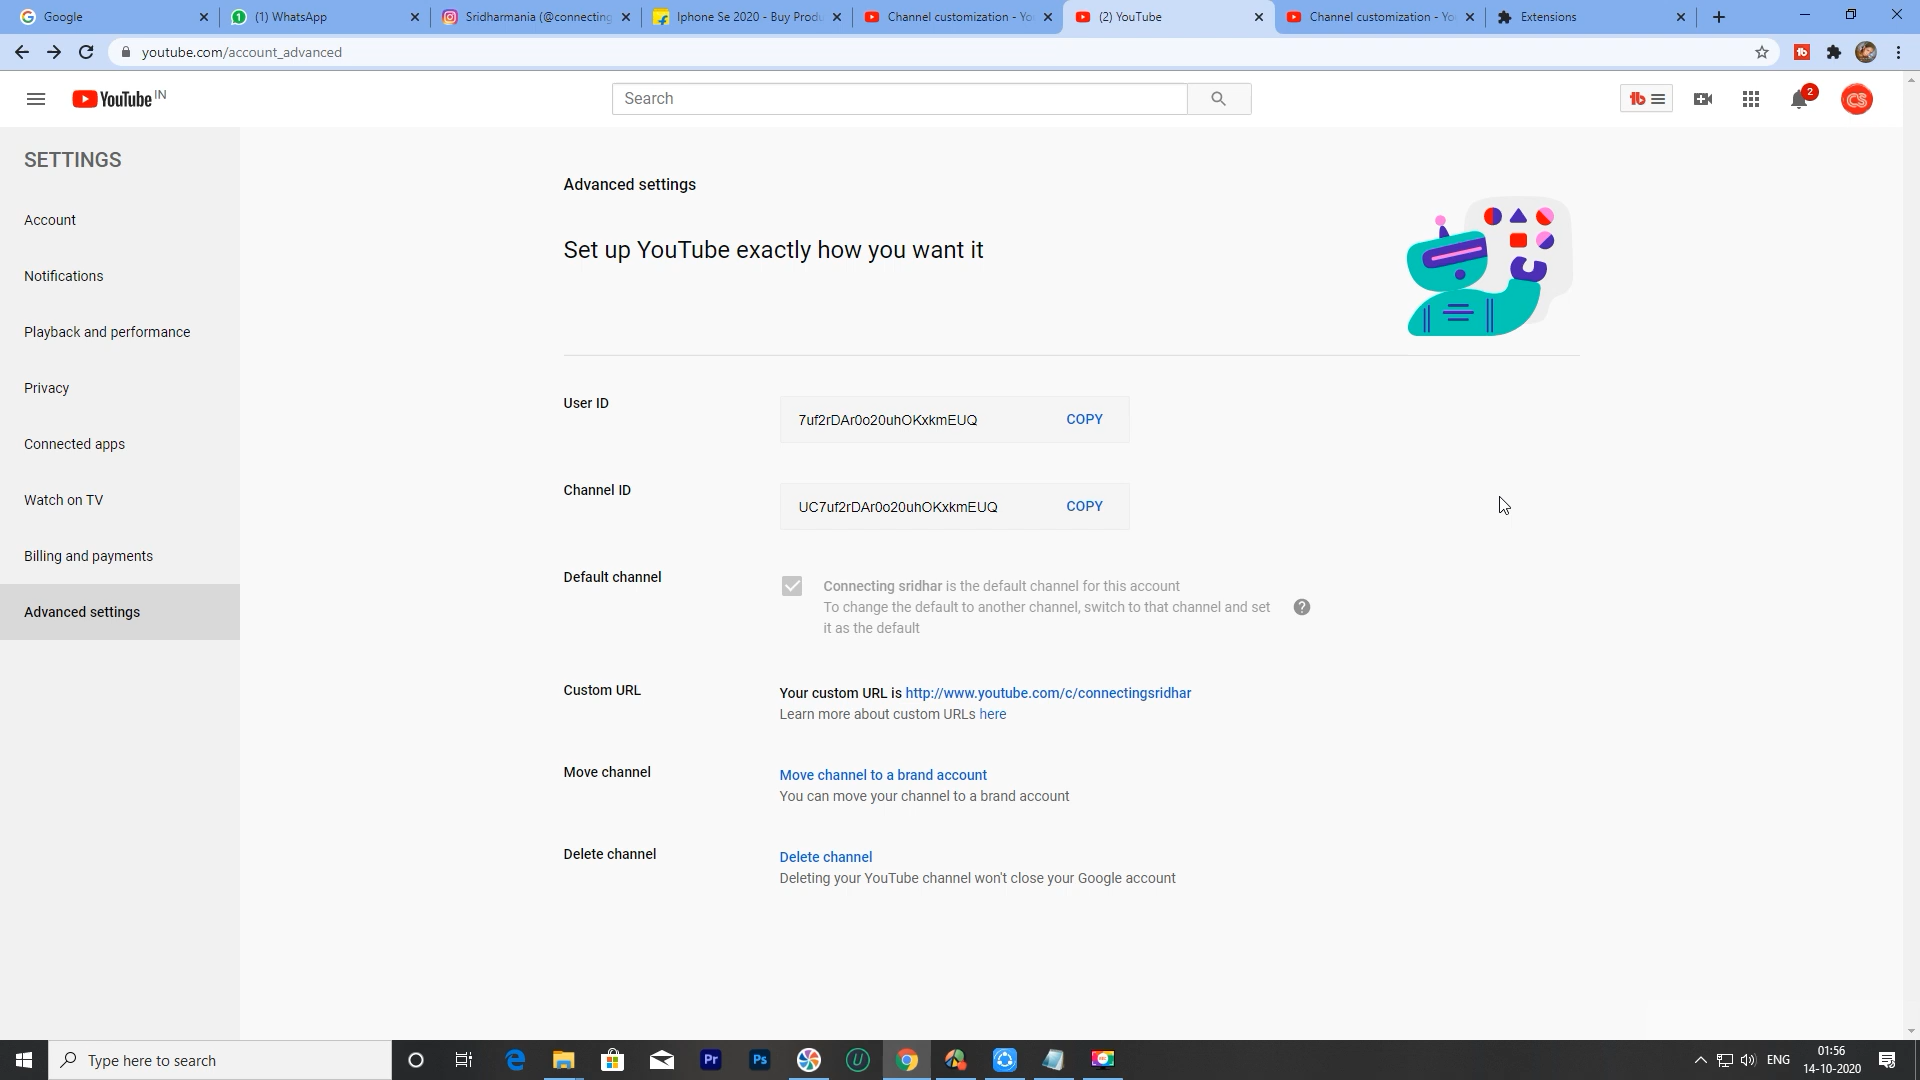 Google
(1) WhatsApp
Sridharmania (@connecting
Iphone Se 2020 - Buy Produ
Channel customization - Yo
(2) YouTube
Channel customization - Yo
Extensions
youtube.com/account_advanced
YouTube IN
Search
2
CS
SETTINGS
Account
Notifications
Playback and performance
Privacy
Connected apps
Watch on TV
Billing and payments
Advanced settings
Advanced settings
Set up YouTube exactly how you want it
User ID
7uf2rDAr0o20uhOKxkmEUQ COPY
Channel ID
UC7uf2rDAr0o20uhOKxkmEUQ COPY
Default channel
Connecting sridhar is the default channel for this account
To change the default to another channel, switch to that channel and set
it as the default
Custom URL
Your custom URL is http://www.youtube.com/c/connectingsridhar
Learn more about custom URLs here
Move channel
Move channel to a brand account
You can move your channel to a brand account
Delete channel
Delete channel
Deleting your YouTube channel won't close your Google account
Type here to search
Pr
Ps
ENG
01:56
14-10-2020